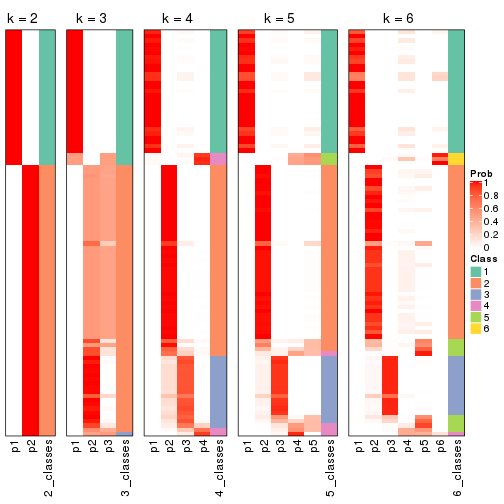 k = 2
k = 3
k = 4
k = 5
k = 6
p1
p2
2_classes
p1
p2
p3
3_classes
p1
p2
p3
p4
4_classes
p1
p2
p3
p4
p5
5_classes
p1
p2
p3
p4
p5
p6
6_classes
Prob
1
0.8
0.6
0.4
0.2
0
Class
1
2
3
4
5
6